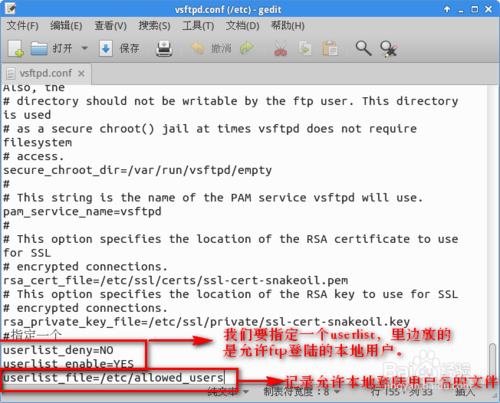 vsftpd.conf (/etc) - gedit
文件(F) 编辑(E) 查看(V) 搜索(S) 工具(T) 文档(D) 帮助(H)
打开 保存 撤消
vsftpd.conf ×
Also, the
# directory should not be writable by the ftp user. This directory
is used
# as a secure chroot() jail at times vsftpd does not require
filesystem
# access.
secure_chroot_dir=/var/run/vsftpd/empty
#
# This string is the name of the PAM service vsftpd will use.
pam_service_name=vsftpd
#
# This option specifies the location of the RSA certificate to use
for SSL
# encrypted connections.
rsa_cert_file=/etc/ssl/certs/ssl-cert-snakeoil.pem
# This option specifies the location of the RSA key to use for SSL
# encrypted connections.
rsa_private_key_file=/etc/ssl/private/ssl-cert-snakeoil.key
#指定一个
我们要指定一个userlist，里边放的
是允许ftp登陆的本地用户。
userlist_deny=NO
userlist_enable=YES
userlist_file=/etc/allowed_users
记录允许本地登陆用户名的文件
纯文本 制表符宽度：8 行 155，列 33 插入